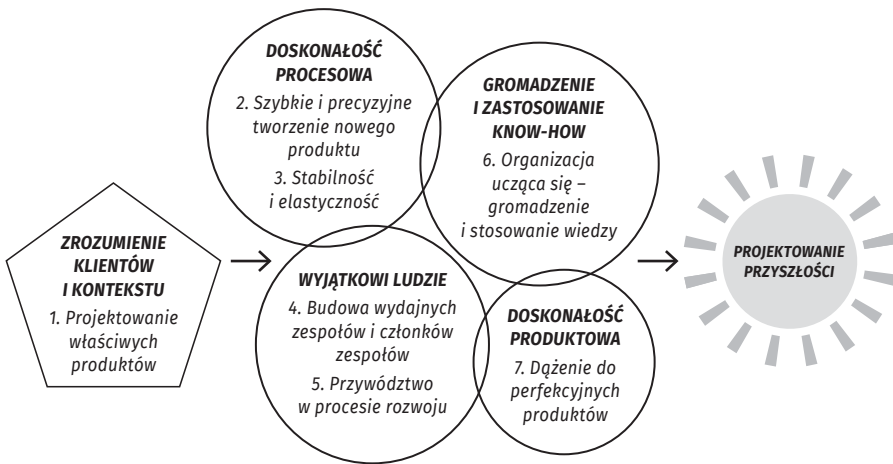 ZROZUMIENIE
KLIENTÓW
I KONTEKSTU
1. Projektowanie
właściwych
produktów
DOSKONAŁOŚĆ
PROCESOWA
2. Szybkie i precyzyjne
tworzenie nowego
produktu
3. Stabilność
i elastyczność
WYJĄTKOWI LUDZIE
4. Budowa wydajnych
zespołów i członków
zespołów
5. Przywództwo
w procesie rozwoju
GROMADZENIE
I ZASTOSOWANIE
KNOW-HOW
6. Organizacja
ucząca się –
gromadzenie
i stosowanie wiedzy
DOSKONAŁOŚĆ
PRODUKTOWA
7. Dążenie do
perfekcyjnych
produktów
PROJEKTOWANIE
PRZYSZŁOŚCI